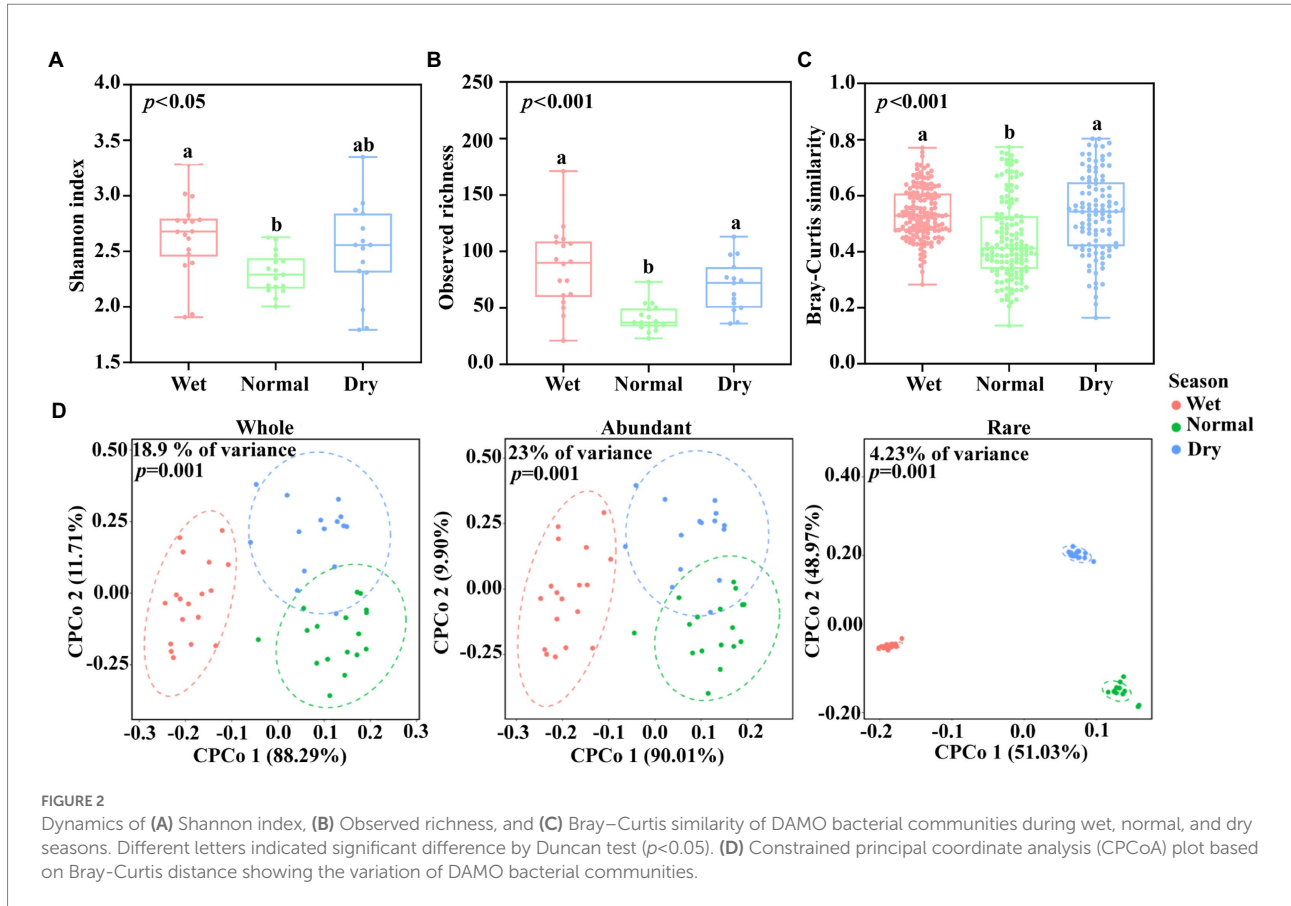 A
B
C
4.0
3.5
3.0
2.5
2.0
1.5
Shannon index
p<0.05
a
b
ab
Wet Normal Dry
250
200
150
100
50
0.0
Observed richness
p<0.001
a
b
a
Wet Normal Dry
1.0
0.8
0.6
0.4
0.2
0.0
Bray-Curtis similarity
p<0.001
a
b
a
Wet Normal Dry
Season
Wet
Normal
Dry
D
Whole
18.9 % of variance
p=0.001
0.50
0.25
0.00
-0.25
CPCo 2 (11.71%)
-0.3 -0.2 -0.1 0.0 0.1 0.2 0.3
CPCo 1 (88.29%)
Abundant
23% of variance
p=0.001
0.50
0.25
0.00
-0.25
CPCo 2 (9.90%)
-0.3 -0.2 -0.1 0.0 0.1 0.2
CPCo 1 (90.01%)
Rare
4.23% of variance
p=0.001
0.40
0.20
0.00
-0.20
CPCo 2 (48.97%)
-0.2 -0.1 0.0 0.1
CPCo 1 (51.03%)
FIGURE 2
Dynamics of (A) Shannon index, (B) Observed richness, and (C) Bray–Curtis similarity of DAMO bacterial communities during wet, normal, and dry
seasons. Different letters indicated significant difference by Duncan test (p<0.05). (D) Constrained principal coordinate analysis (CPCoA) plot based
on Bray-Curtis distance showing the variation of DAMO bacterial communities.